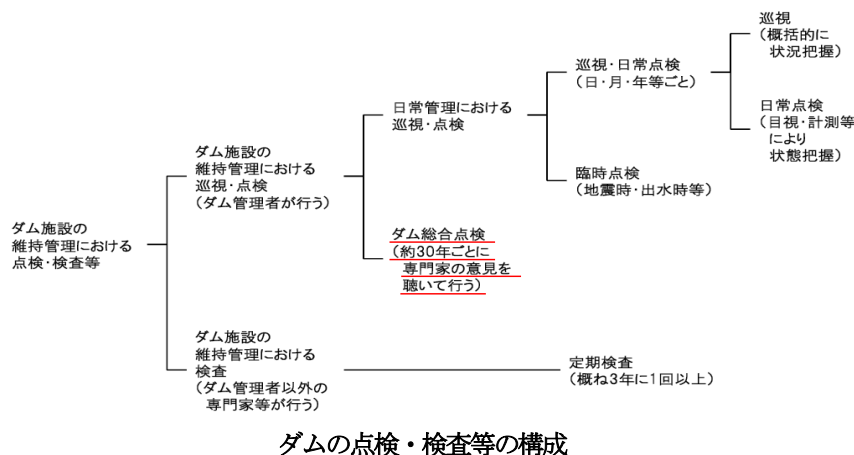 ダム施設の
維持管理における
点検・検査等
ダム施設の
維持管理における
巡視・点検
(ダム管理者が行う)
日常管理における
巡視・点検
巡視・日常点検
(日・月・年等ごと)
巡視
(概括的に
状況把握)
日常点検
(目視・計測等
により
状態把握)
臨時点検
(地震時・出水時等)
ダム総合点検
(約30年ごとに
専門家の意見を
聴いて行う)
ダム施設の
維持管理における
検査
(ダム管理者以外の
専門家等が行う)
定期検査
(概ね3年に1回以上)
ダムの点検・検査等の構成